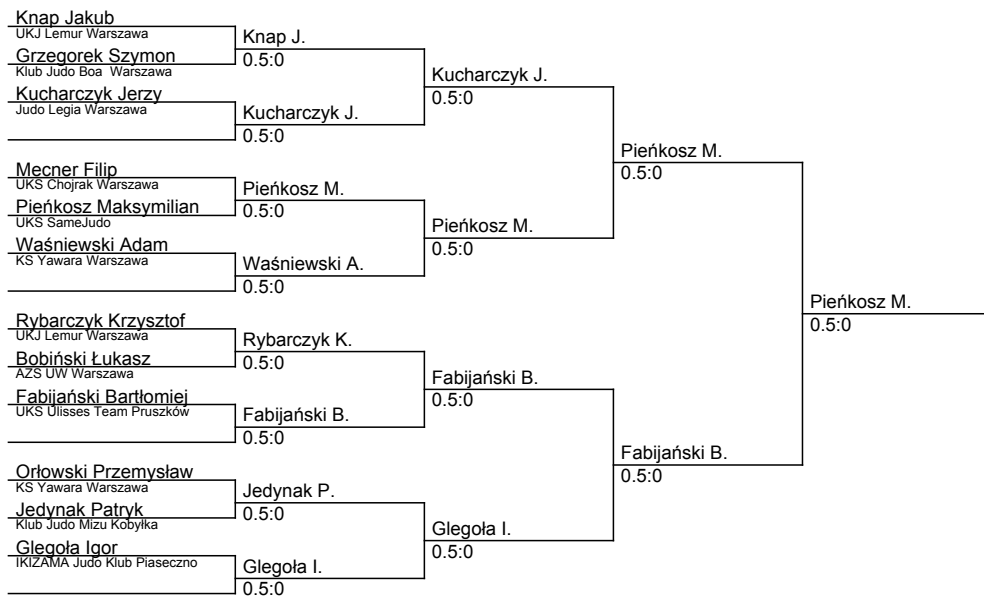 Knap Jakub
UKJ Lemur Warszawa
Grzegorek Szymon
Klub Judo Boa  Warszawa
Kucharczyk Jerzy
Judo Legia Warszawa
Mecner Filip
UKS Chojrak Warszawa
Pieńkosz Maksymilian
UKS SameJudo
Waśniewski Adam
KS Yawara Warszawa
Rybarczyk Krzysztof
UKJ Lemur Warszawa
Bobiński Łukasz
AZS UW Warszawa
Fabijański Bartłomiej
UKS Ulisses Team Pruszków
Orłowski Przemysław
KS Yawara Warszawa
Jedynak Patryk
Klub Judo Mizu Kobyłka
Glegoła Igor
IKIZAMA Judo Klub Piaseczno
Knap J.
0.5:0
Kucharczyk J.
0.5:0
Pieńkosz M.
0.5:0
Waśniewski A.
0.5:0
Rybarczyk K.
0.5:0
Fabijański B.
0.5:0
Jedynak P.
0.5:0
Glegoła I.
0.5:0
Kucharczyk J.
0.5:0
Pieńkosz M.
0.5:0
Fabijański B.
0.5:0
Glegoła I.
0.5:0
Pieńkosz M.
0.5:0
Fabijański B.
0.5:0
Pieńkosz M.
0.5:0